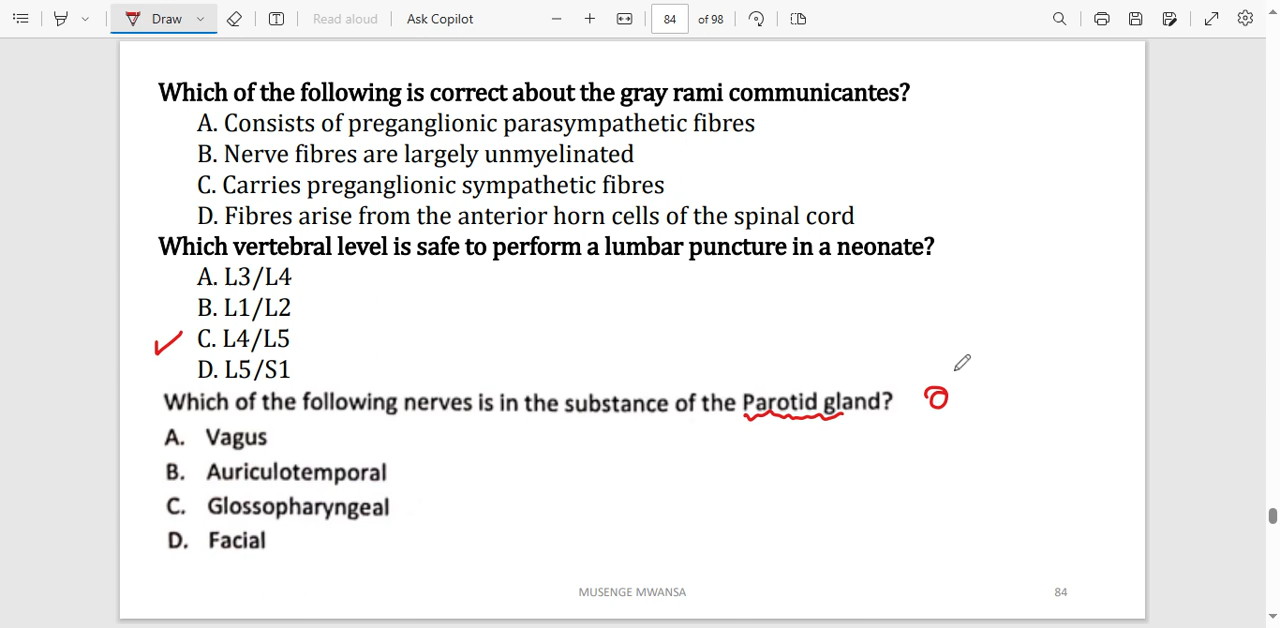 Draw
Read aloud
Ask Copilot
84
of 98
Which of the following is correct about the gray rami communicantes?
A. Consists of preganglionic parasympathetic fibres
B. Nerve fibres are largely unmyelinated
C. Carries preganglionic sympathetic fibres
D. Fibres arise from the anterior horn cells of the spinal cord
Which vertebral level is safe to perform a lumbar puncture in a neonate?
A. L3/L4
B. L1/L2
C. L4/L5
D. L5/S1
Which of the following nerves is in the substance of the Parotid gland?
A. Vagus
B. Auriculotemporal
C. Glossopharyngeal
D. Facial
MUSENGE MWANSA
84